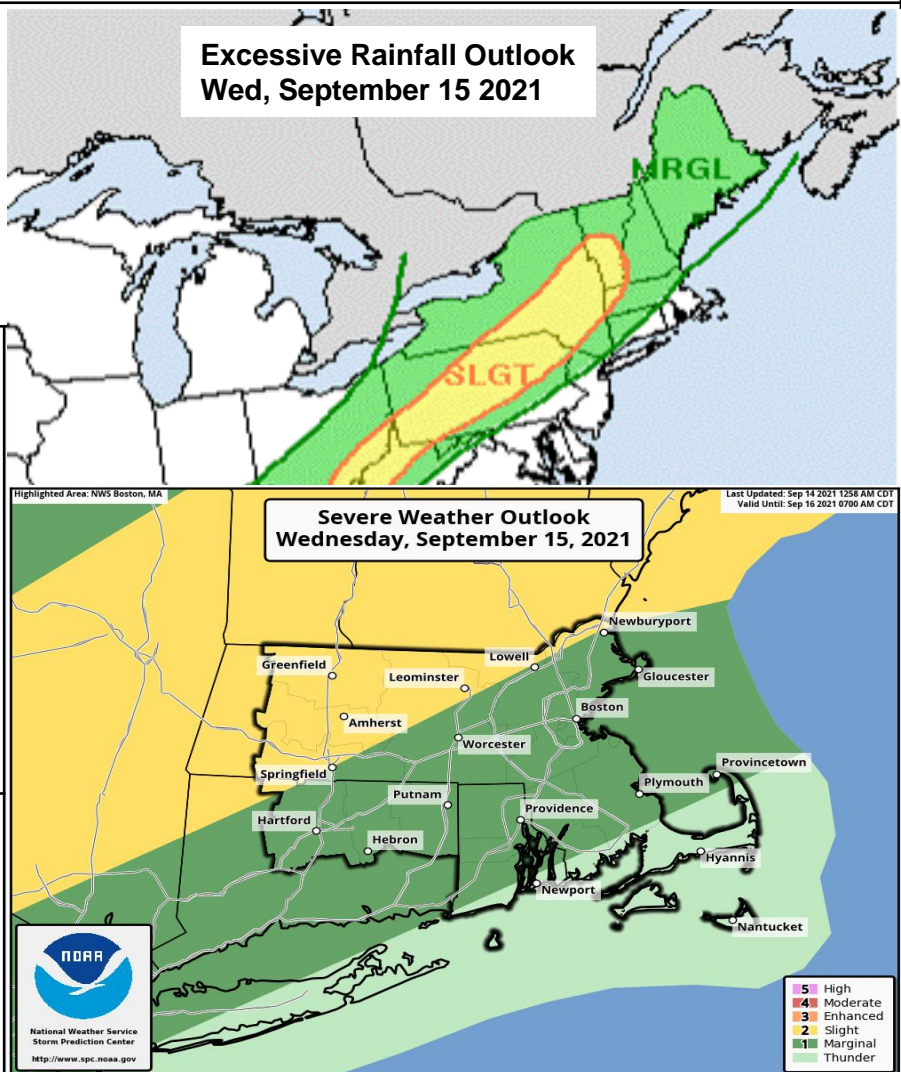 Excessive Rainfall Outlook
Wed, September 15 2021
MRGL
SLGT
Highlighted Area: NWS Boston, MA
Last Updated: Sep 14 2021 1258 AM CDT
Valid Until: Sep 16 2021 0700 AM CDT
Severe Weather Outlook
Wednesday, September 15, 2021
Newburyport
Lowell
Greenfield
Leominster
Gloucester
Amherst
Boston
Worcester
Springfield
Provincetown
Putnam
Plymouth
Hartford
Providence
Hebron
Hyannis
Newport
Nantucket
NOAA
National Weather Service
Storm Prediction Center
http://www.spc.noaa.gov
5 High
4 Moderate
3 Enhanced
2 Slight
1 Marginal
Thunder